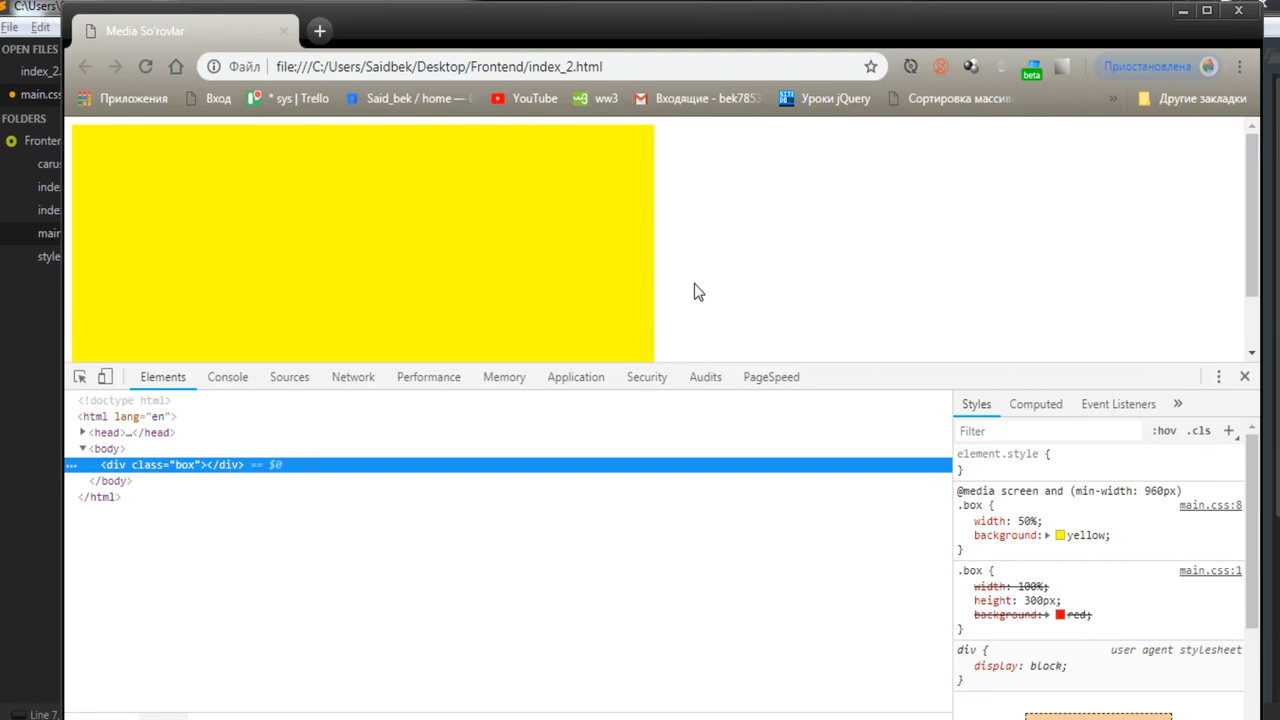 C:\Users\
File Edit
OPEN FILES
index_2.
main.css
FOLDERS
Fronten
caru
inde
inde
mair
style
Line 7,
Media So'rovlar
Файл file:///C:/Users/Saidbek/Desktop/Frontend/index_2.html
beta
Приостановлена
Приложения Вход * sys | Trello Said_bek / home — YouTube ww3 Входящие - bek7853 Уроки jQuery Сортировка массив » Другие закладки
Elements Console Sources Network Performance Memory Application Security Audits PageSpeed
<!doctype html>
<html lang="en">
<head>…</head>
<body>
… <div class="box"></div> == $0
</body>
</html>
Styles Computed Event Listeners »
Filter :hov .cls +
element.style {
}
@media screen and (min-width: 960px)
.box { main.css:8
width: 50%;
background: yellow;
}
.box { main.css:1
width: 100%;
height: 300px;
background: red;
}
div { user agent stylesheet
display: block;
}